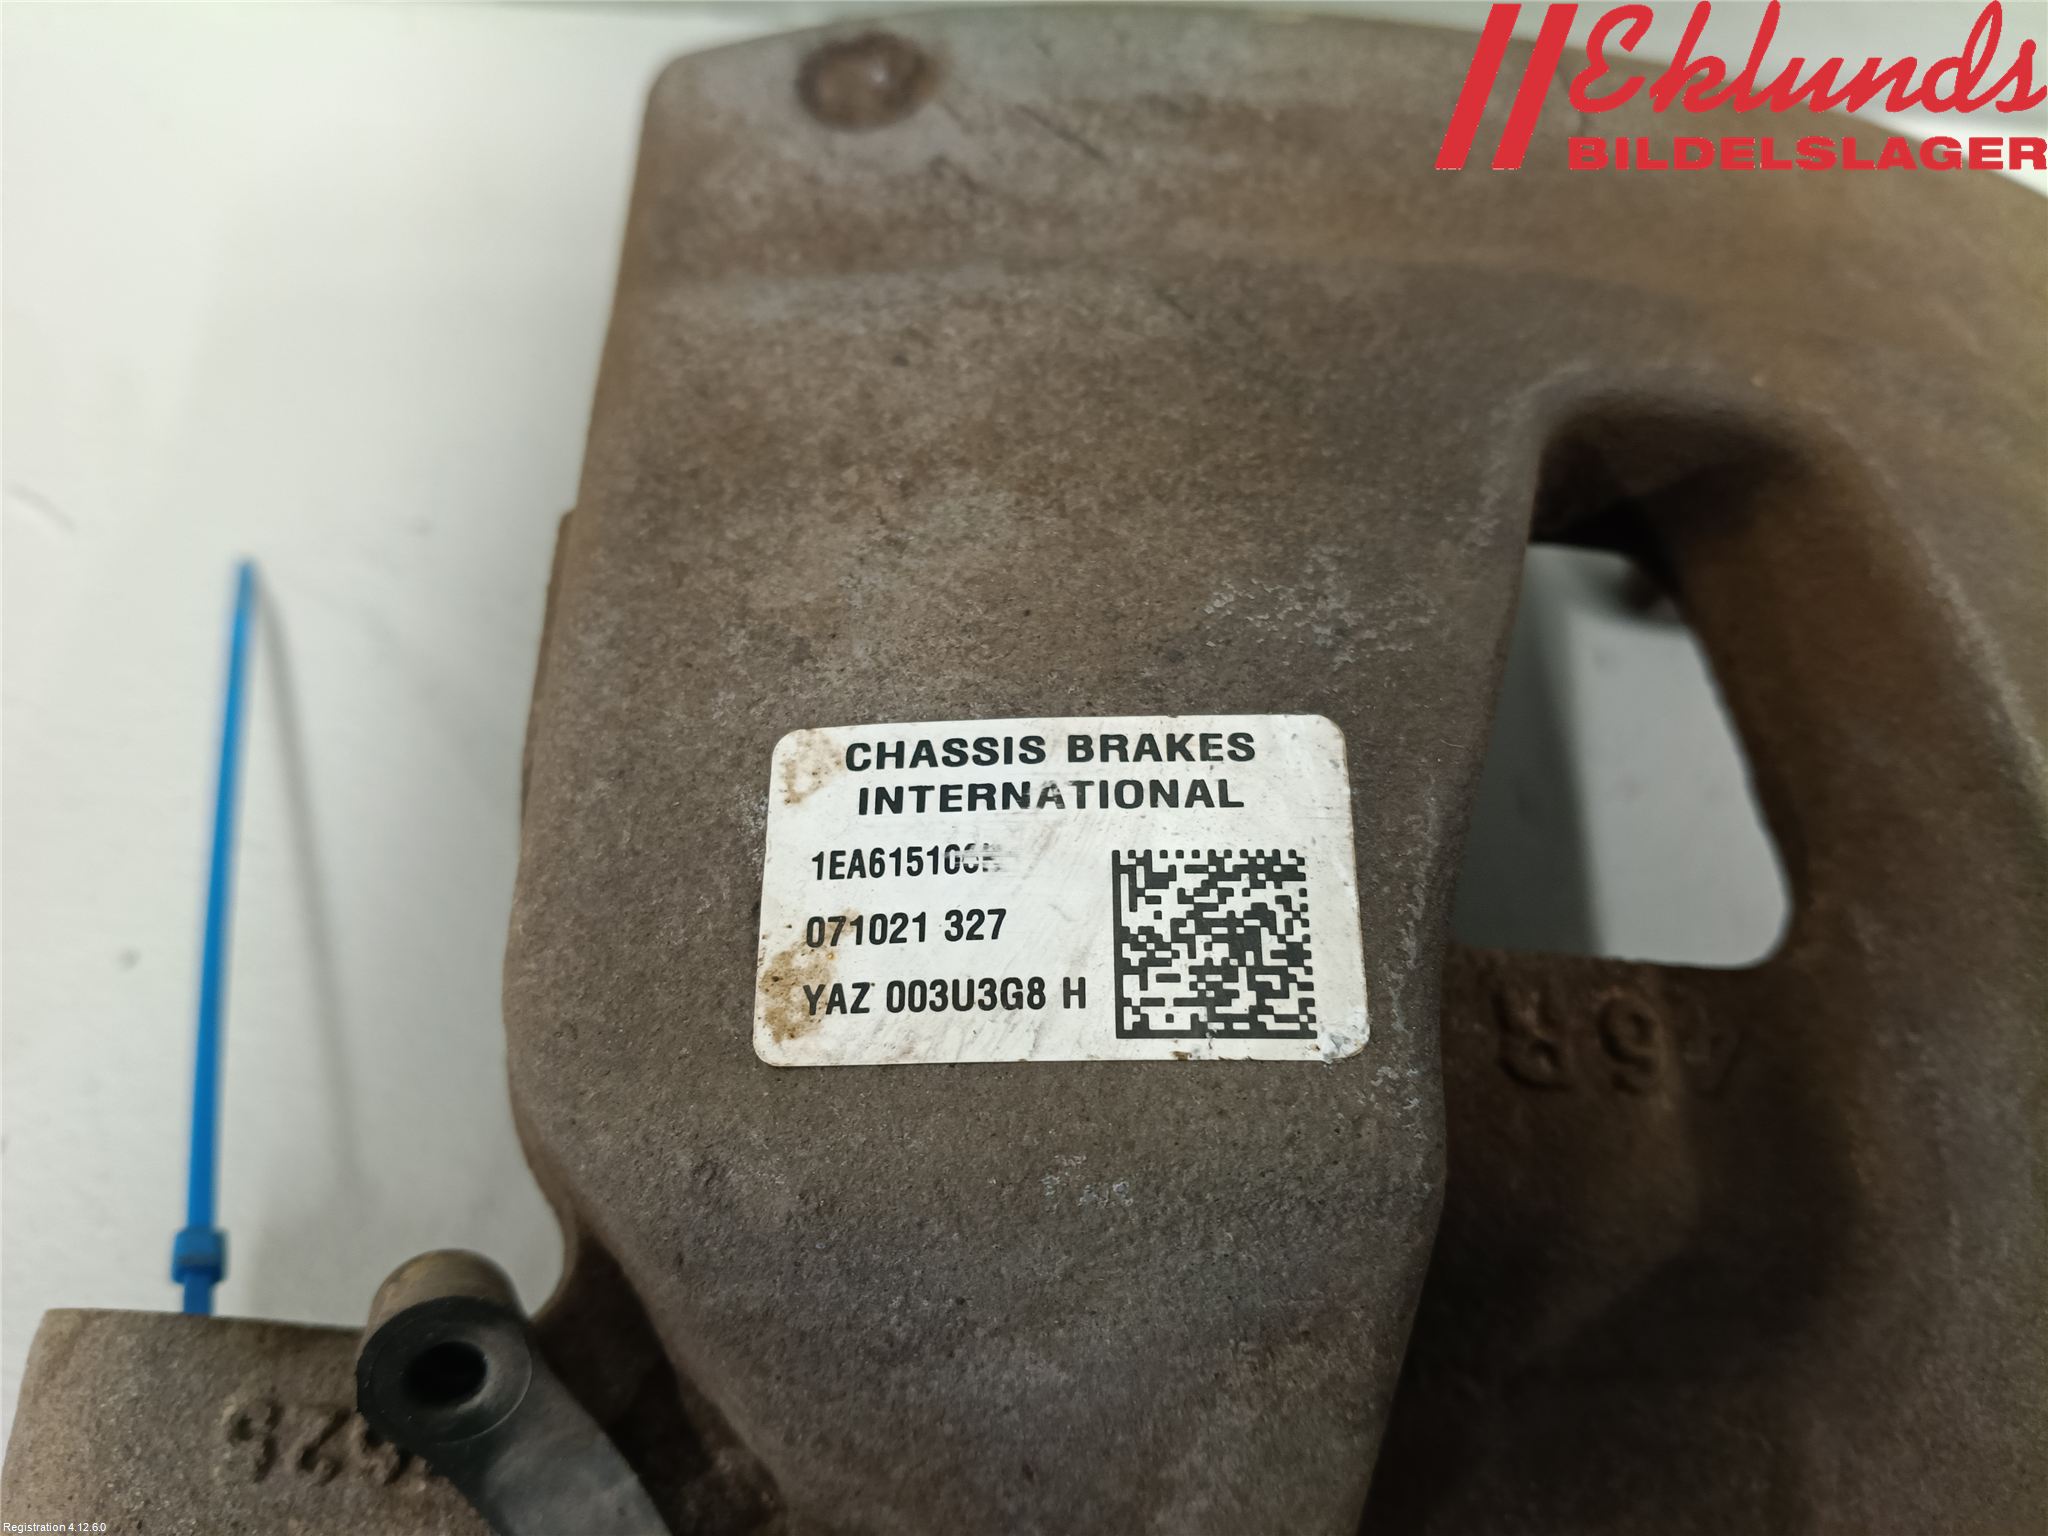 Eklunds
BILDELSLAGER
CHASSIS BRAKES
INTERNATIONAL
071021 327
YAZ 003U3G8 H
Registration 4.12.6.0